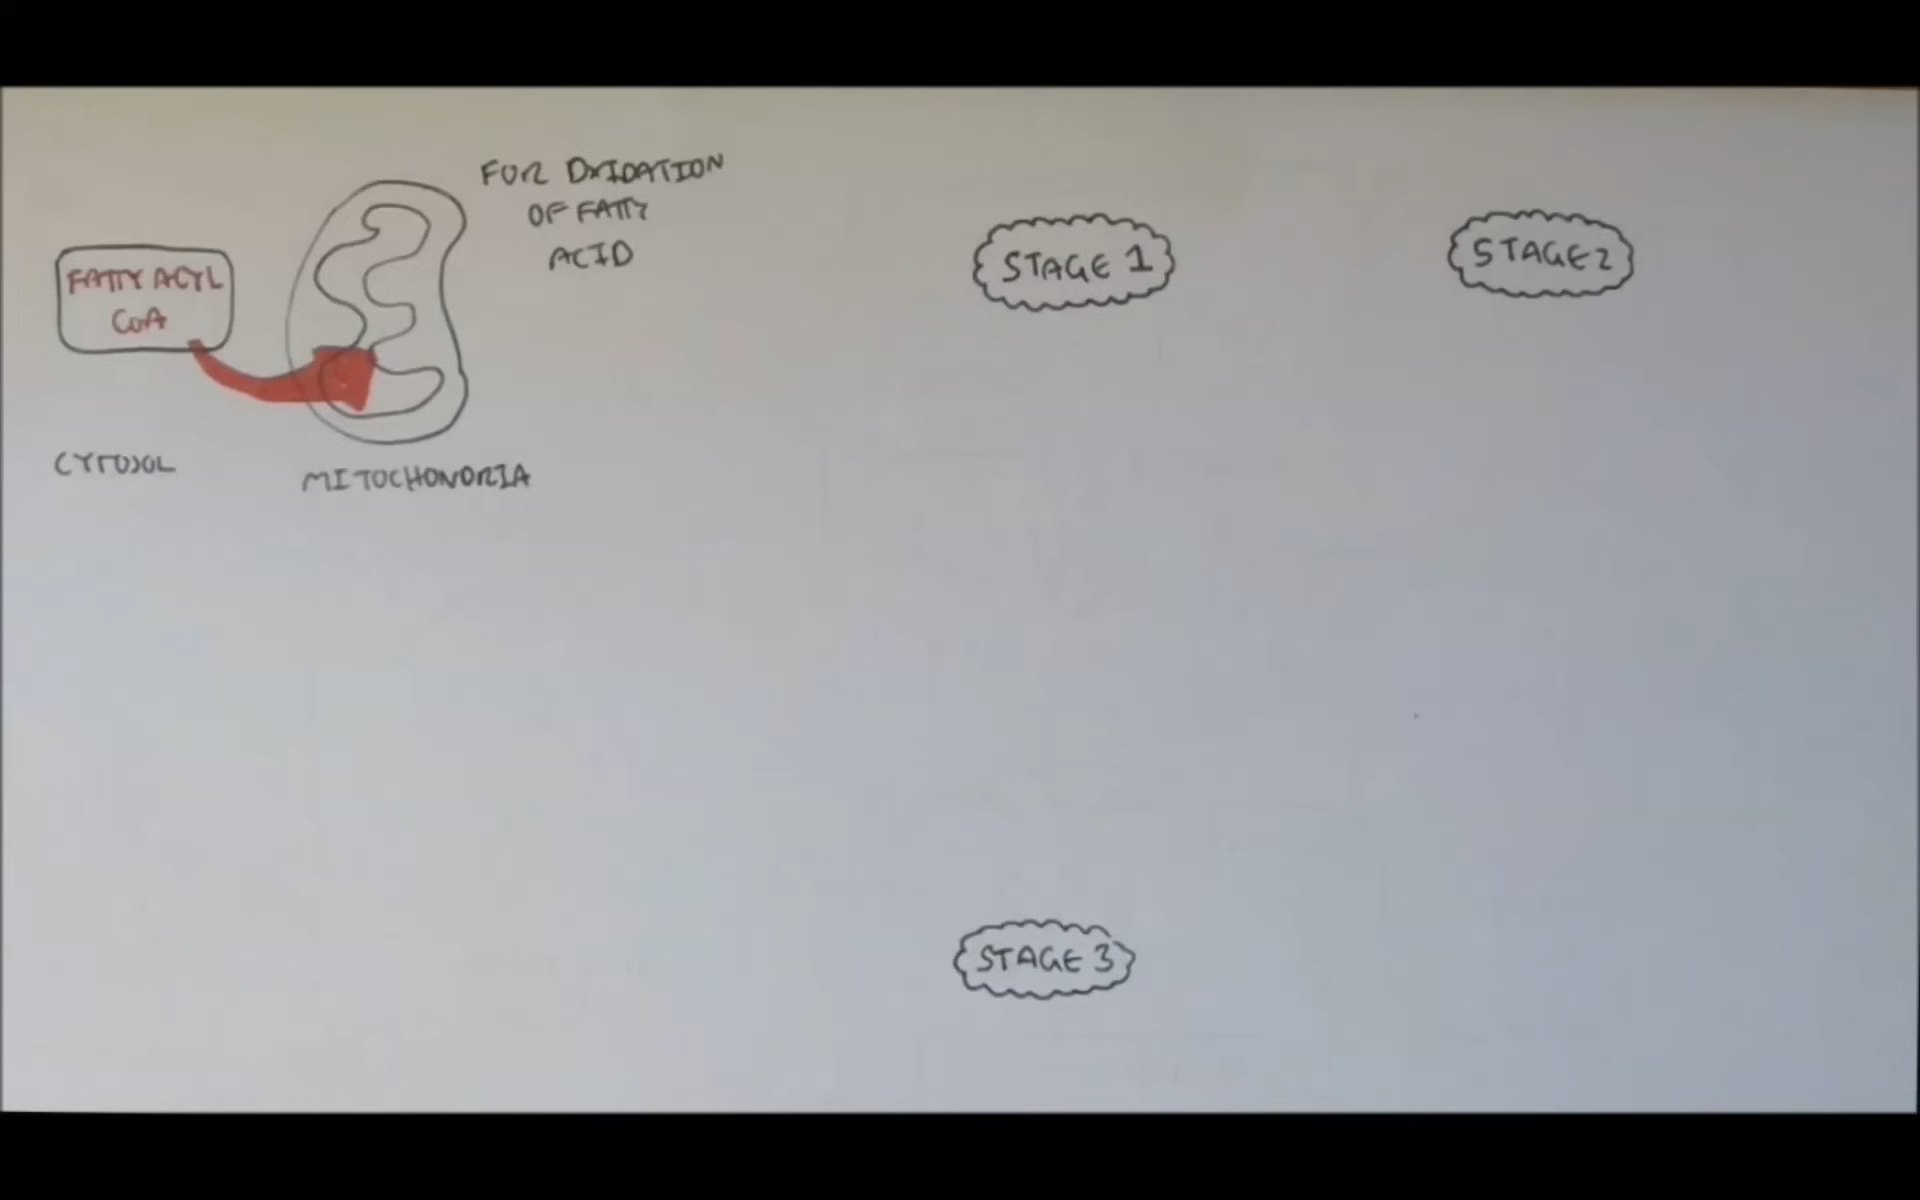 FOR OXIDATION
OF FATTY
ACID
FATTY ACYL
COA
CYTOSOL
MITOCHONDRIA
STAGE 1
STAGE 2
STAGE 3